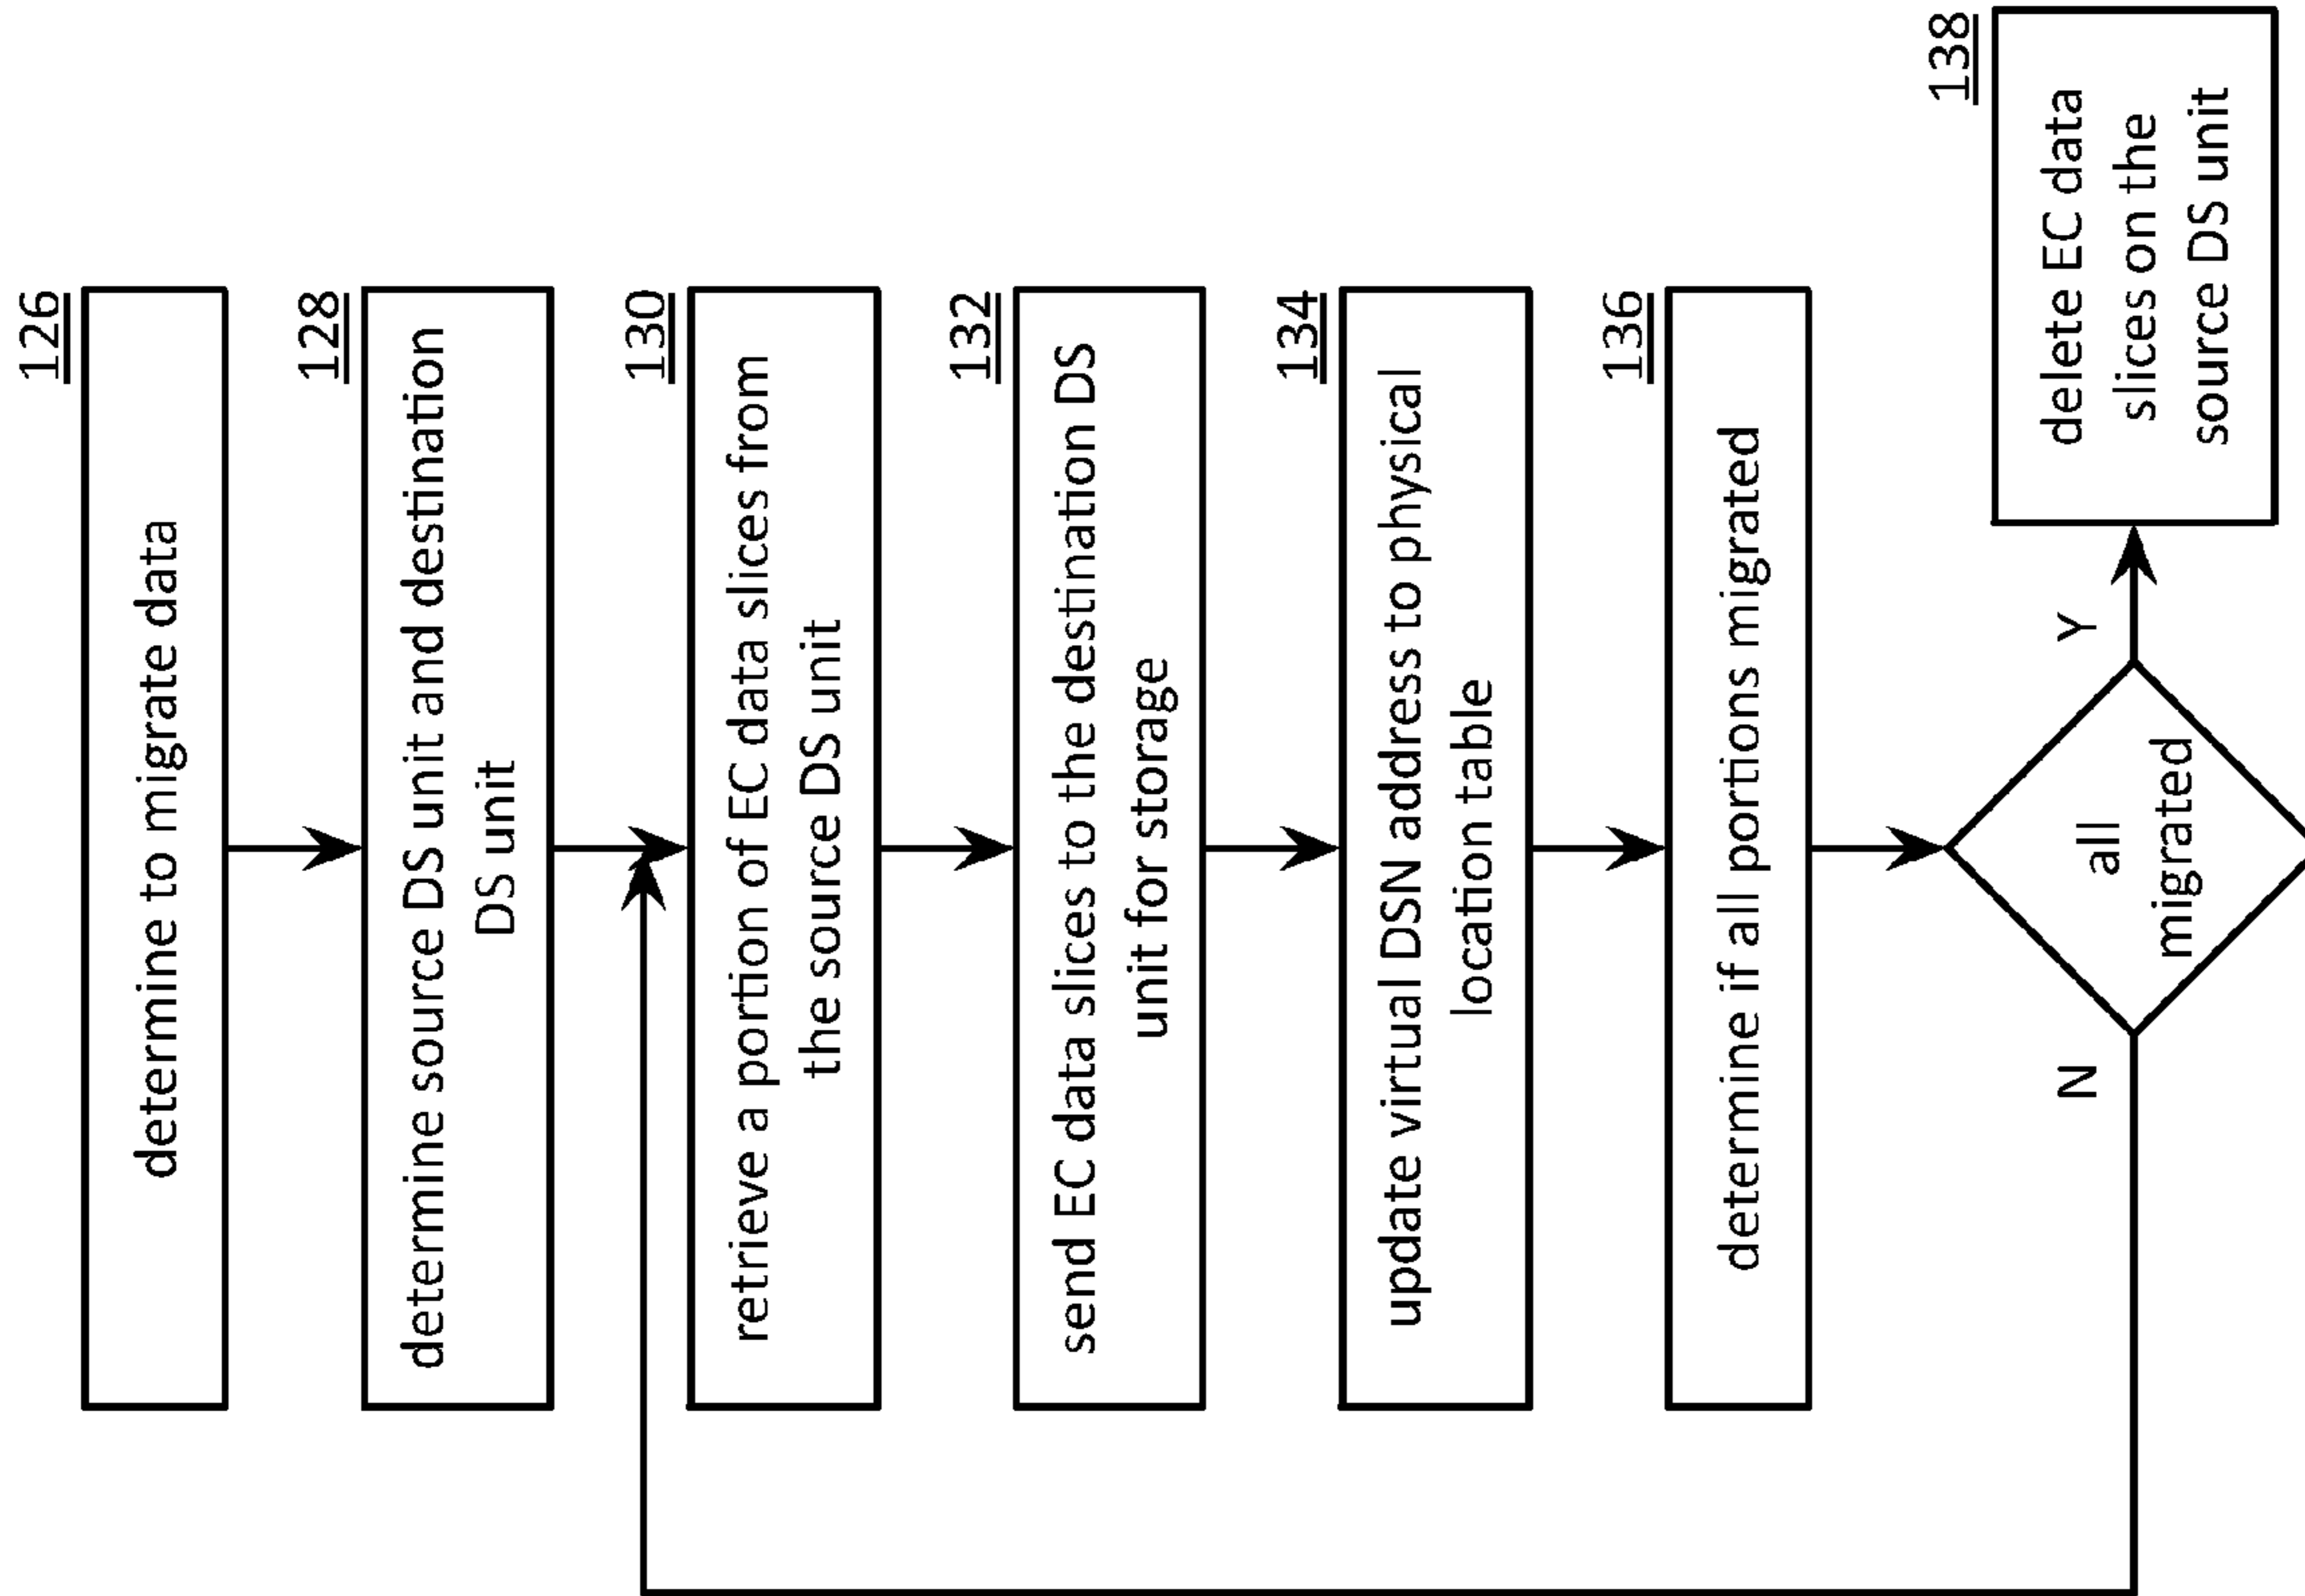 126
determine to migrate data
128
determine source DS unit and destination
DS unit
130
retrieve a portion of EC data slices from
the source DS unit
132
send EC data slices to the destination DS
unit for storage
134
update virtual DSN address to physical
location table
136
determine if all portions migrated
all
migrated
N
Y
138
delete EC data
slices on the
source DS unit